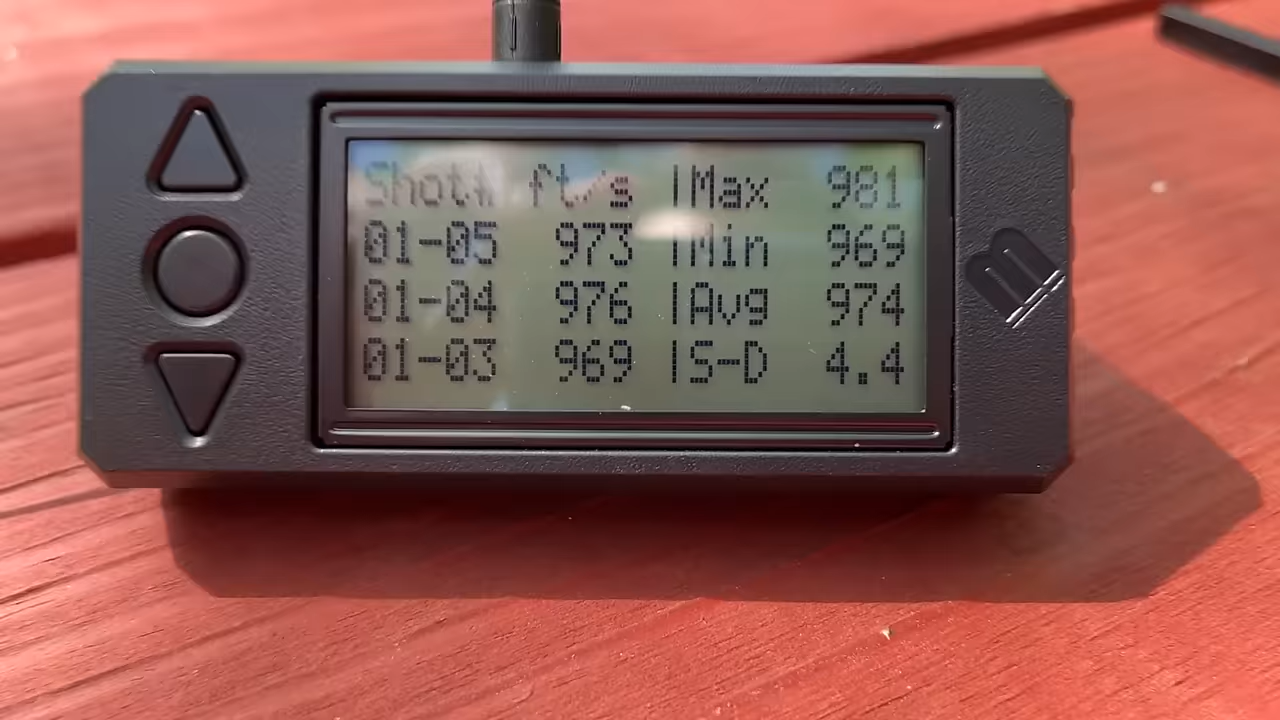 Shot# ft/s |Max 981
01-05 973 |Min 969
01-04 976 |Avg 974
01-03 969 |S-D 4.4